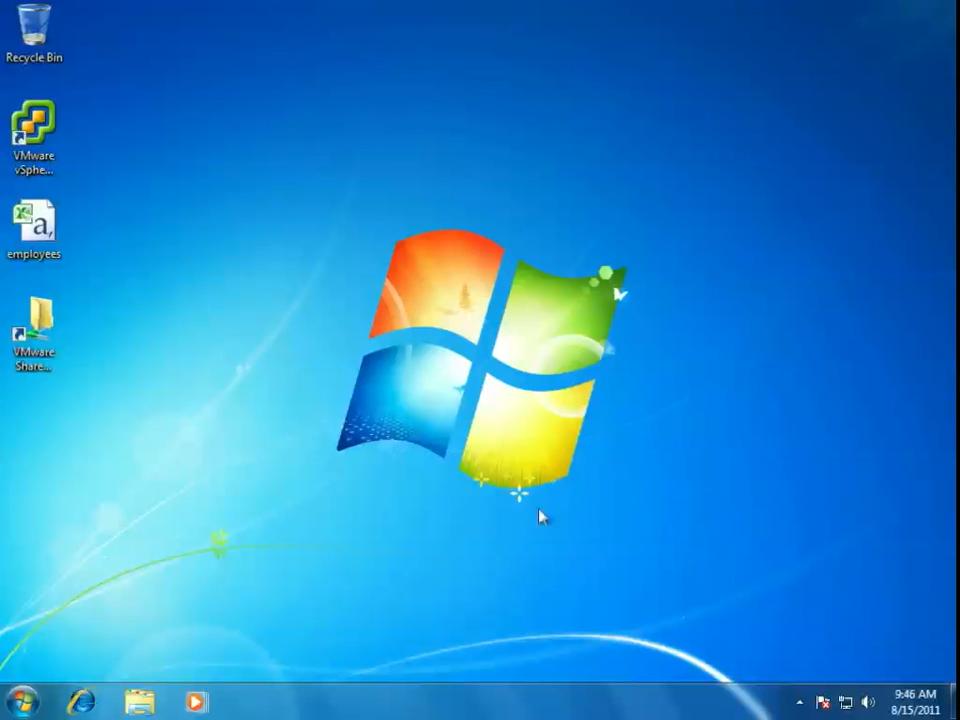 Recycle Bin
VMware
vSphe...
a,
employees
VMware
Share...
9:46 AM
8/15/2011